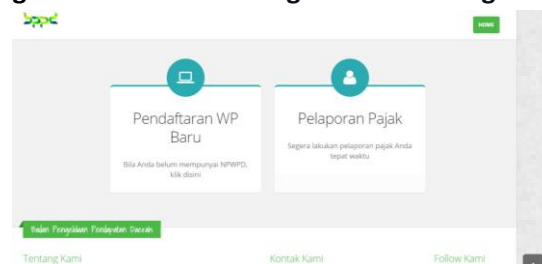 bppd
HOME
Pendaftaran WP
Baru
Bila Anda belum mempunyai NPWPD,
klik disini
Pelaporan Pajak
Segera lakukan pelaporan pajak Anda
tepat waktu
Badan Pengelolaan Pendapatan Daerah
Tentang Kami
Kontak Kami
Follow Kami